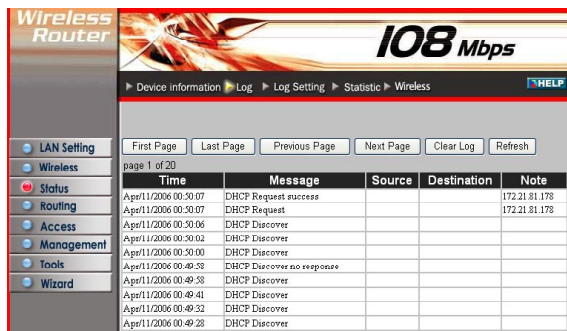 Wireless
Router
108 Mbps
Device information Log Log Setting Statistic Wireless
HELP
LAN Setting
Wireless
Status
Routing
Access
Management
Tools
Wizard
First Page Last Page Previous Page Next Page Clear Log Refresh
page 1 of 20
Time Message Source Destination Note
Apr/11/2006 00:50:07 DHCP Request success 172.21.81.178
Apr/11/2006 00:50:07 DHCP Request 172.21.81.178
Apr/11/2006 00:50:06 DHCP Discover
Apr/11/2006 00:50:02 DHCP Discover
Apr/11/2006 00:50:00 DHCP Discover
Apr/11/2006 00:49:58 DHCP Discover no response
Apr/11/2006 00:49:58 DHCP Discover
Apr/11/2006 00:49:41 DHCP Discover
Apr/11/2006 00:49:32 DHCP Discover
Apr/11/2006 00:49:28 DHCP Discover